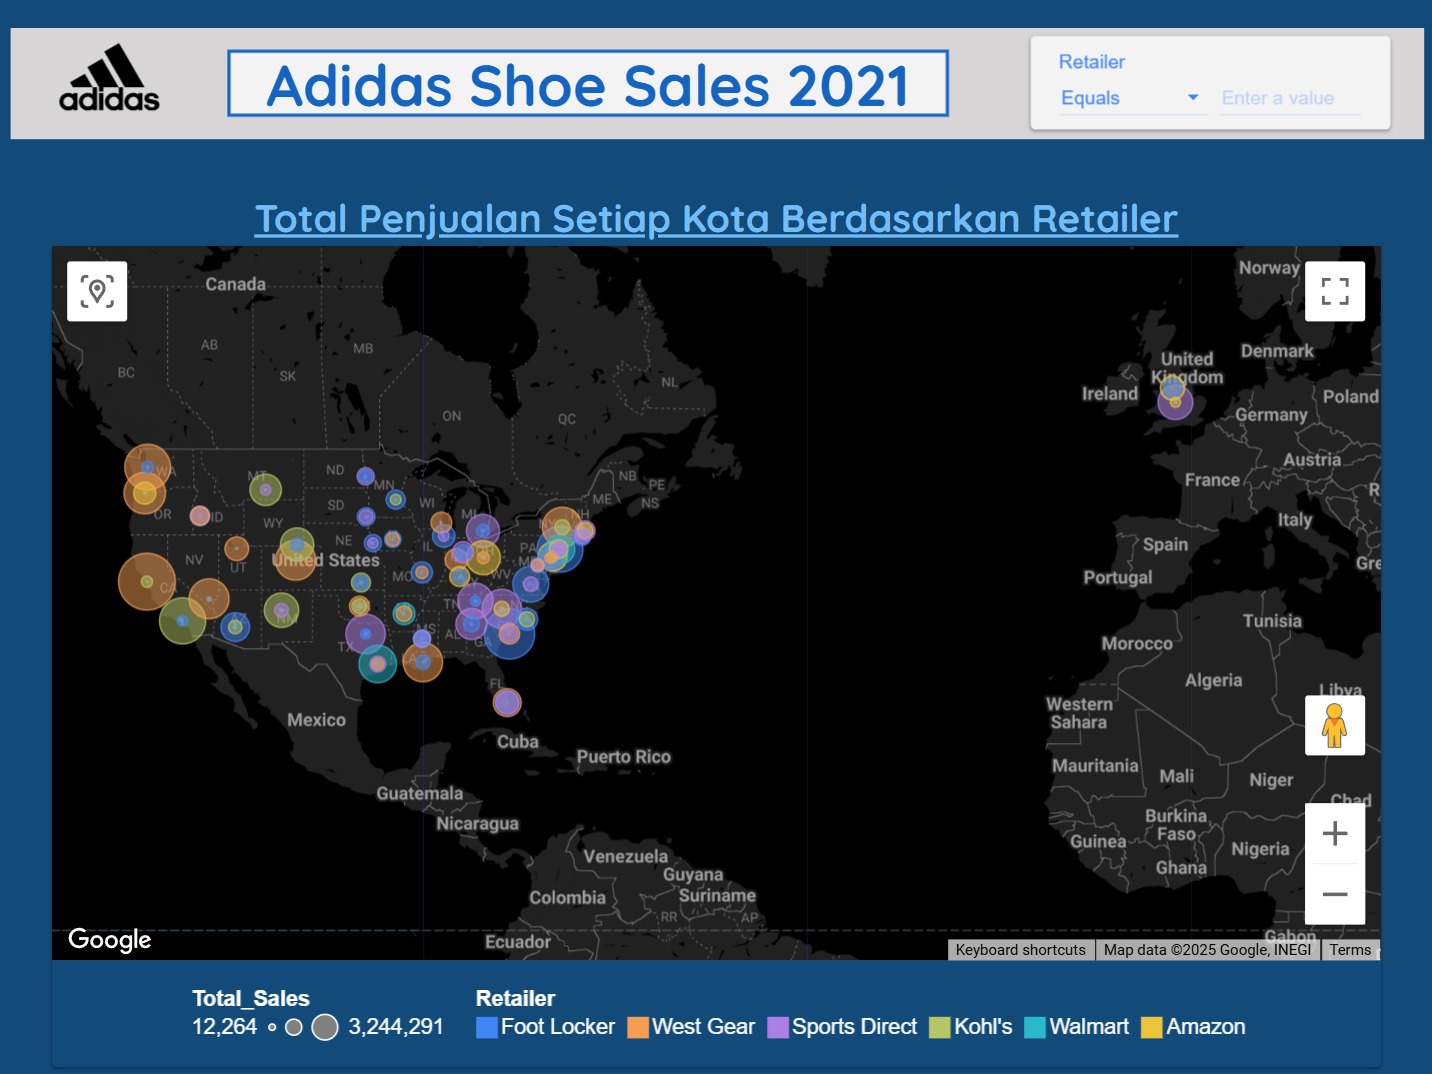 adidas
Adidas Shoe Sales 2021
Retailer
Equals
Enter a value
Total Penjualan Setiap Kota Berdasarkan Retailer
Canada
Norway
AB
MB
BC
SK
NL
ON
QC
United
Kingdom
Denmark
Ireland
Poland
Germany
Austria
France
Italy
Spain
Portugal
Gre
WA
MT
ND
MN
OR
ID
SD
WI
MI
NB
PE
ME
NS
NH
WY
NE
IL
PA
NV
UT
United States
MO
WV
CA
AZ
NM
TN
MS
AL
GA
TX
LA
FL
Mexico
Cuba
Puerto Rico
Guatemala
Nicaragua
Venezuela
Guyana
Suriname
Colombia
RR
AP
Ecuador
Tunisia
Morocco
Algeria
Libya
Western
Sahara
Mauritania
Mali
Niger
Chad
Burkina
Faso
Guinea
Nigeria
Ghana
Gabon
Google
Keyboard shortcuts
Map data ©2025 Google, INEGI
Terms
Total_Sales
12,264
3,244,291
Retailer
Foot Locker
West Gear
Sports Direct
Kohl's
Walmart
Amazon